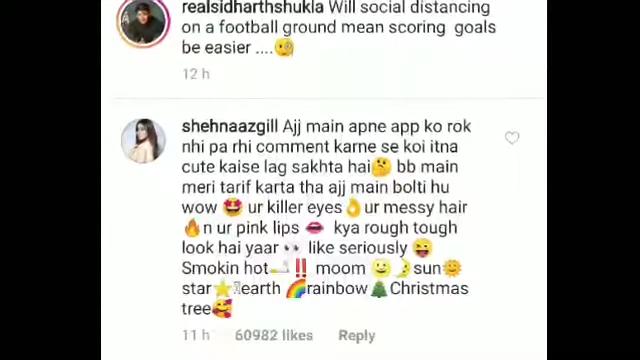 realsidharthshukla Will social distancing
on a football ground mean scoring goals
be easier ....🧐
12 h
shehnaazgill Ajj main apne app ko rok
nhi pa rhi comment karne se koi itna
cute kaise lag sakhta hai🤔 bb main
meri tarif karta tha ajj main bolti hu
wow 🤩 ur killer eyes👌ur messy hair
🔥n ur pink lips 👄 kya rough tough
look hai yaar 👀 like seriously 😜
Smokin hot🚬‼️ moom 🌝🌛sun🌞
star⭐earth 🌈rainbow🎄Christmas
tree🥰
11 h 60982 likes Reply